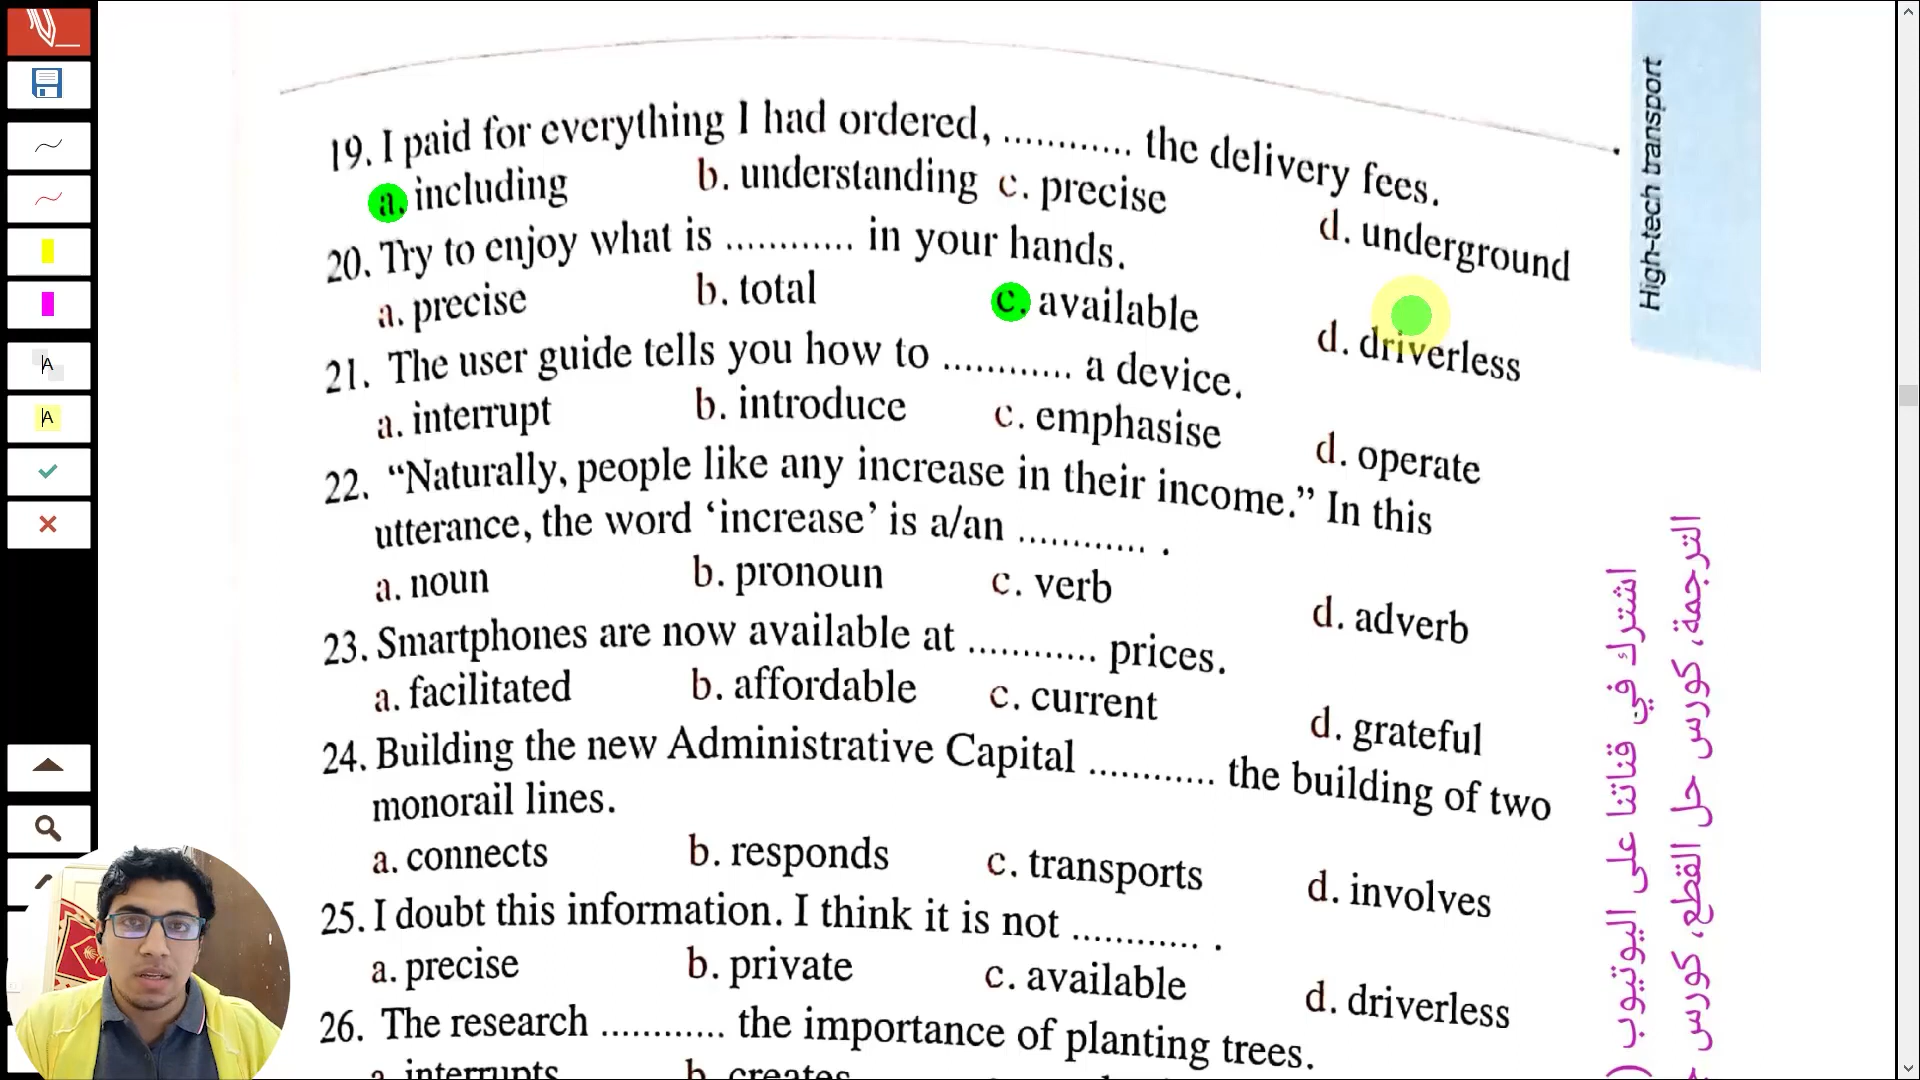 19. I paid for everything I had ordered, ............ the delivery fees.
a. including b. understanding c. precise d. underground
20. Try to enjoy what is ............ in your hands.
a. precise b. total c. available d. driverless
21. The user guide tells you how to ............ a device.
a. interrupt b. introduce c. emphasise d. operate
22. “Naturally, people like any increase in their income.” In this
utterance, the word ‘increase’ is a/an ............ .
a. noun b. pronoun c. verb d. adverb
23. Smartphones are now available at ............ prices.
a. facilitated b. affordable c. current d. grateful
24. Building the new Administrative Capital ............ the building of two
monorail lines.
a. connects b. responds c. transports d. involves
25. I doubt this information. I think it is not ............ .
a. precise b. private c. available d. driverless
26. The research ............ the importance of planting trees.
a interrupts b creates
High-tech transport
اشترك في قناتنا على اليوتيوب (
الترجمة، كورس حل القطع، كورس
A
A